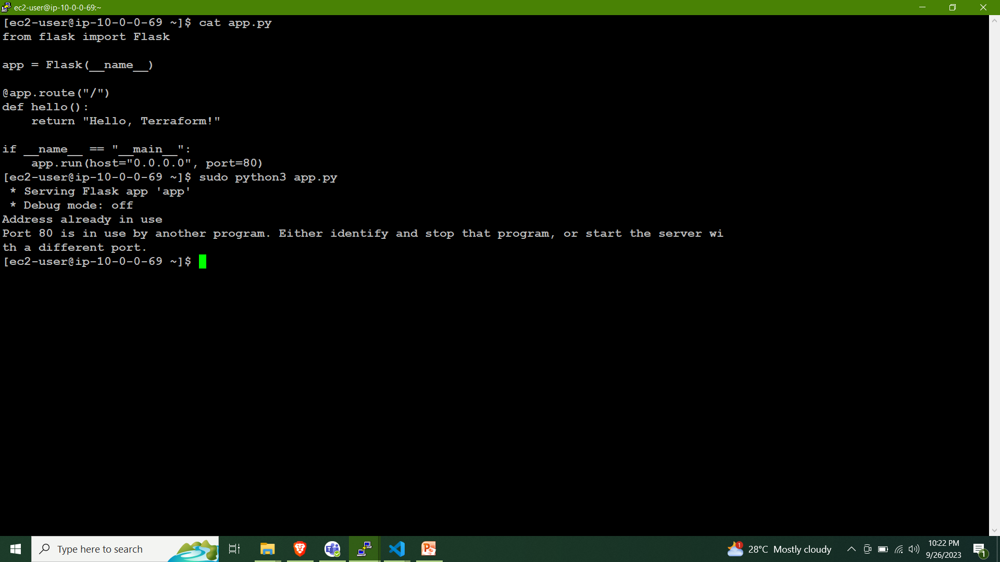 ec2-user@ip-10-0-0-69:~
[ec2-user@ip-10-0-0-69 ~]$ cat app.py
from flask import Flask
app = Flask(__name__)
@app.route("/")
def hello():
    return "Hello, Terraform!"
if __name__ == "__main__":
    app.run(host="0.0.0.0", port=80)
[ec2-user@ip-10-0-0-69 ~]$ sudo python3 app.py
 * Serving Flask app 'app'
 * Debug mode: off
Address already in use
Port 80 is in use by another program. Either identify and stop that program, or start the server wi
th a different port.
[ec2-user@ip-10-0-0-69 ~]$
Type here to search
1
28°C Mostly cloudy
10:22 PM
9/26/2023
1